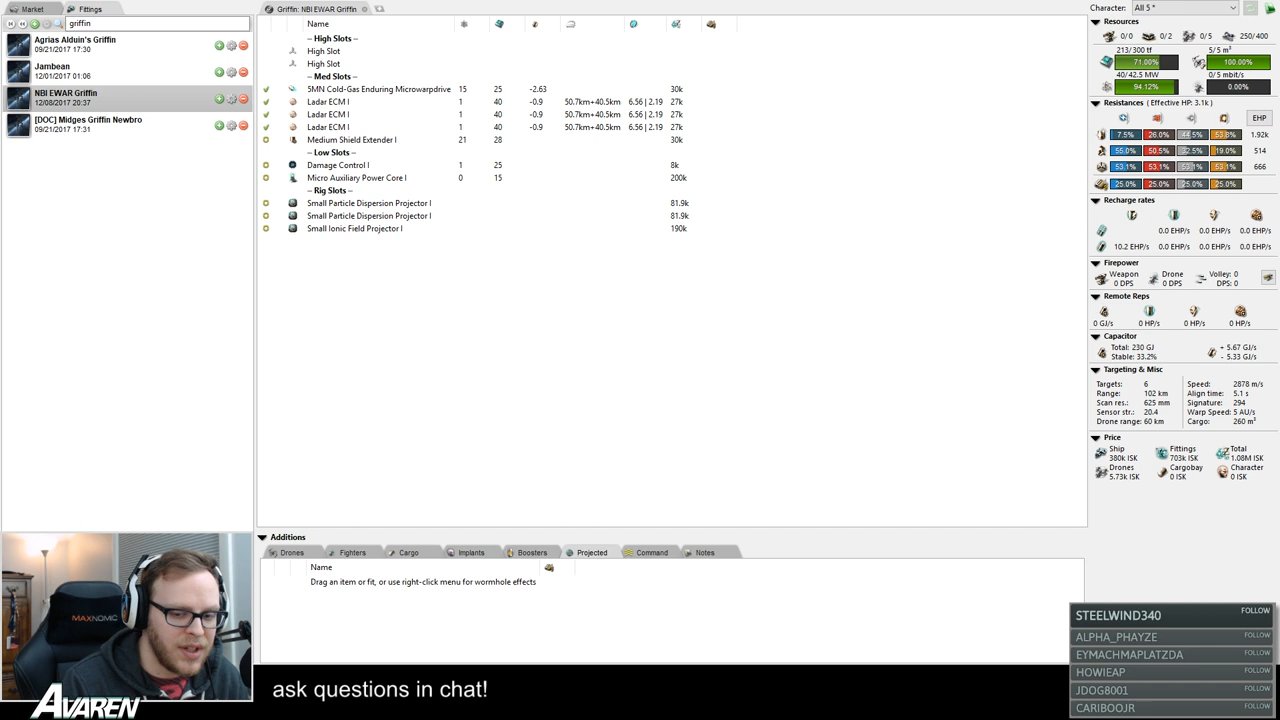 Market
Fittings
griffin
Agrias Alduin's Griffin
09/21/2017 17:30
Jambean
12/01/2017 01:06
NBI EWAR Griffin
12/08/2017 20:37
[DOC] Midges Griffin Newbro
09/21/2017 17:31
Griffin: NBI EWAR Griffin
Name
-- High Slots --
High Slot
High Slot
-- Med Slots --
5MN Cold-Gas Enduring Microwarpdrive 15 25 -2.63 30k
Ladar ECM I 1 40 -0.9 50.7km+40.5km 6.56 | 2.19 27k
Ladar ECM I 1 40 -0.9 50.7km+40.5km 6.56 | 2.19 27k
Ladar ECM I 1 40 -0.9 50.7km+40.5km 6.56 | 2.19 27k
Medium Shield Extender I 21 28 30k
-- Low Slots --
Damage Control I 1 25 8k
Micro Auxiliary Power Core I 0 15 200k
-- Rig Slots --
Small Particle Dispersion Projector I 81.9k
Small Particle Dispersion Projector I 81.9k
Small Ionic Field Projector I 190k
Additions
Drones Fighters Cargo Implants Boosters Projected Command Notes
Name
Drag an item or fit, or use right-click menu for wormhole effects
Character: All 5 *
Resources
0/0 0/2 0/5 250/400
213/300 tf 5/5 m³
71.00% 100.00%
40/42.5 MW 0/5 mbit/s
94.12% 0.00%
Resistances ( Effective HP: 3.1k )
EHP
7.5% 26.0% 44.5% 53.8% 1.92k
55.0% 50.5% 32.5% 19.0% 514
53.1% 53.1% 53.1% 53.1% 666
25.0% 25.0% 25.0% 25.0%
Recharge rates
0.0 EHP/s 0.0 EHP/s 0.0 EHP/s
10.2 EHP/s 0.0 EHP/s 0.0 EHP/s 0.0 EHP/s
Firepower
Weapon Drone Volley: 0
0 DPS 0 DPS DPS: 0
Remote Reps
0 GJ/s 0 HP/s 0 HP/s 0 HP/s
Capacitor
Total: 230 GJ + 5.67 GJ/s
Stable: 33.2% - 5.33 GJ/s
Targeting & Misc
Targets: 6 Speed: 2878 m/s
Range: 102 km Align time: 5.1 s
Scan res.: 625 mm Signature: 294
Sensor str.: 20.4 Warp Speed: 5 AU/s
Drone range: 60 km Cargo: 260 m³
Price
Ship Fittings Total
380k ISK 703k ISK 1.08M ISK
Drones Cargobay Character
5.73k ISK 0 ISK 0 ISK
MAXNOMIC
AVAREN
ask questions in chat!
STEELWIND340 FOLLOW
ALPHA_PHAYZE FOLLOW
EYMACHMAPLATZDA FOLLOW
HOWIEAP FOLLOW
JDOG8001 FOLLOW
CARIBOOJR FOLLOW